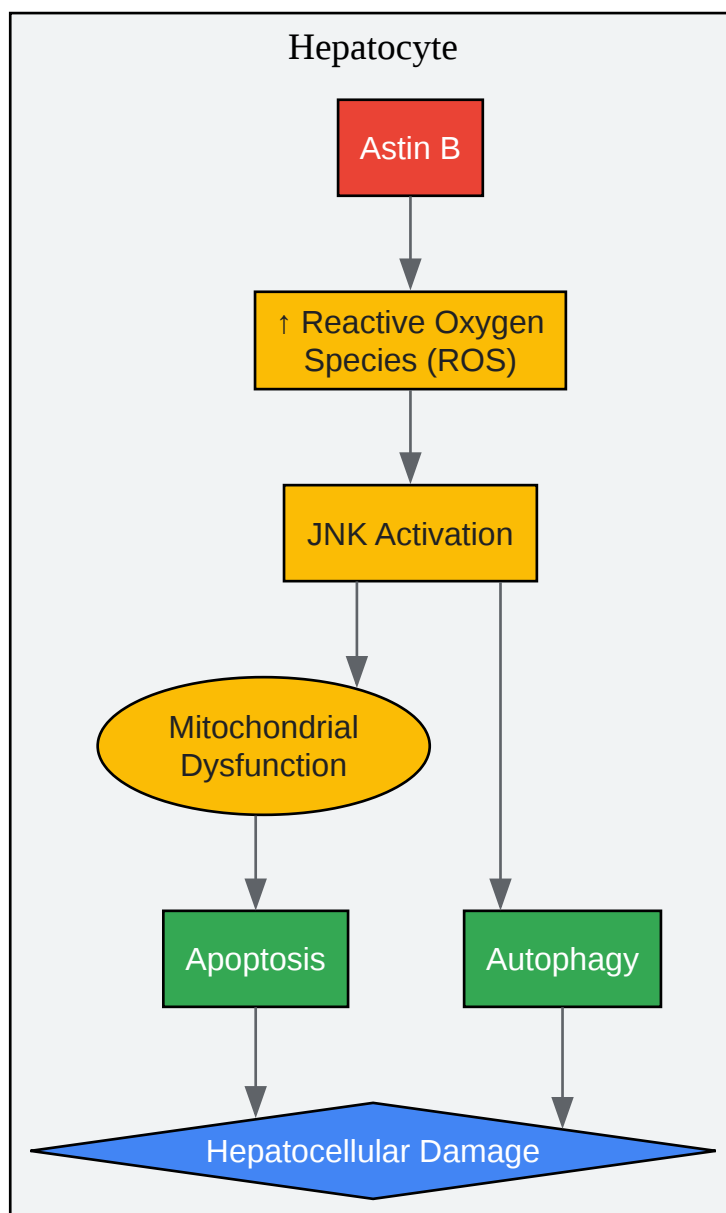 Hepatocyte
Astin B
↑ Reactive Oxygen
Species (ROS)
JNK Activation
Mitochondrial
Dysfunction
Apoptosis
Autophagy
Hepatocellular Damage